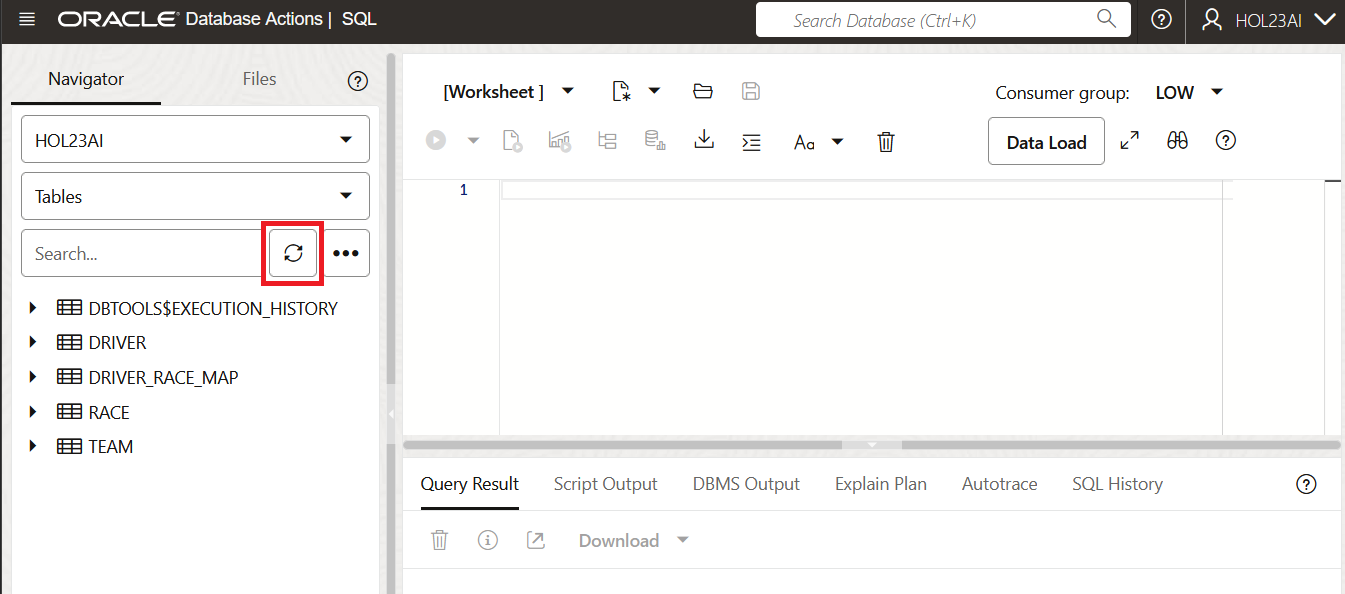 ORACLE Database Actions | SQL
Search Database (Ctrl+K)
HOL23AI
Navigator Files
HOL23AI
Tables
Search...
DBTOOLS$EXECUTION_HISTORY
DRIVER
DRIVER_RACE_MAP
RACE
TEAM
[Worksheet ]
Consumer group: LOW
Aa
Data Load
1
Query Result Script Output DBMS Output Explain Plan Autotrace SQL History
Download